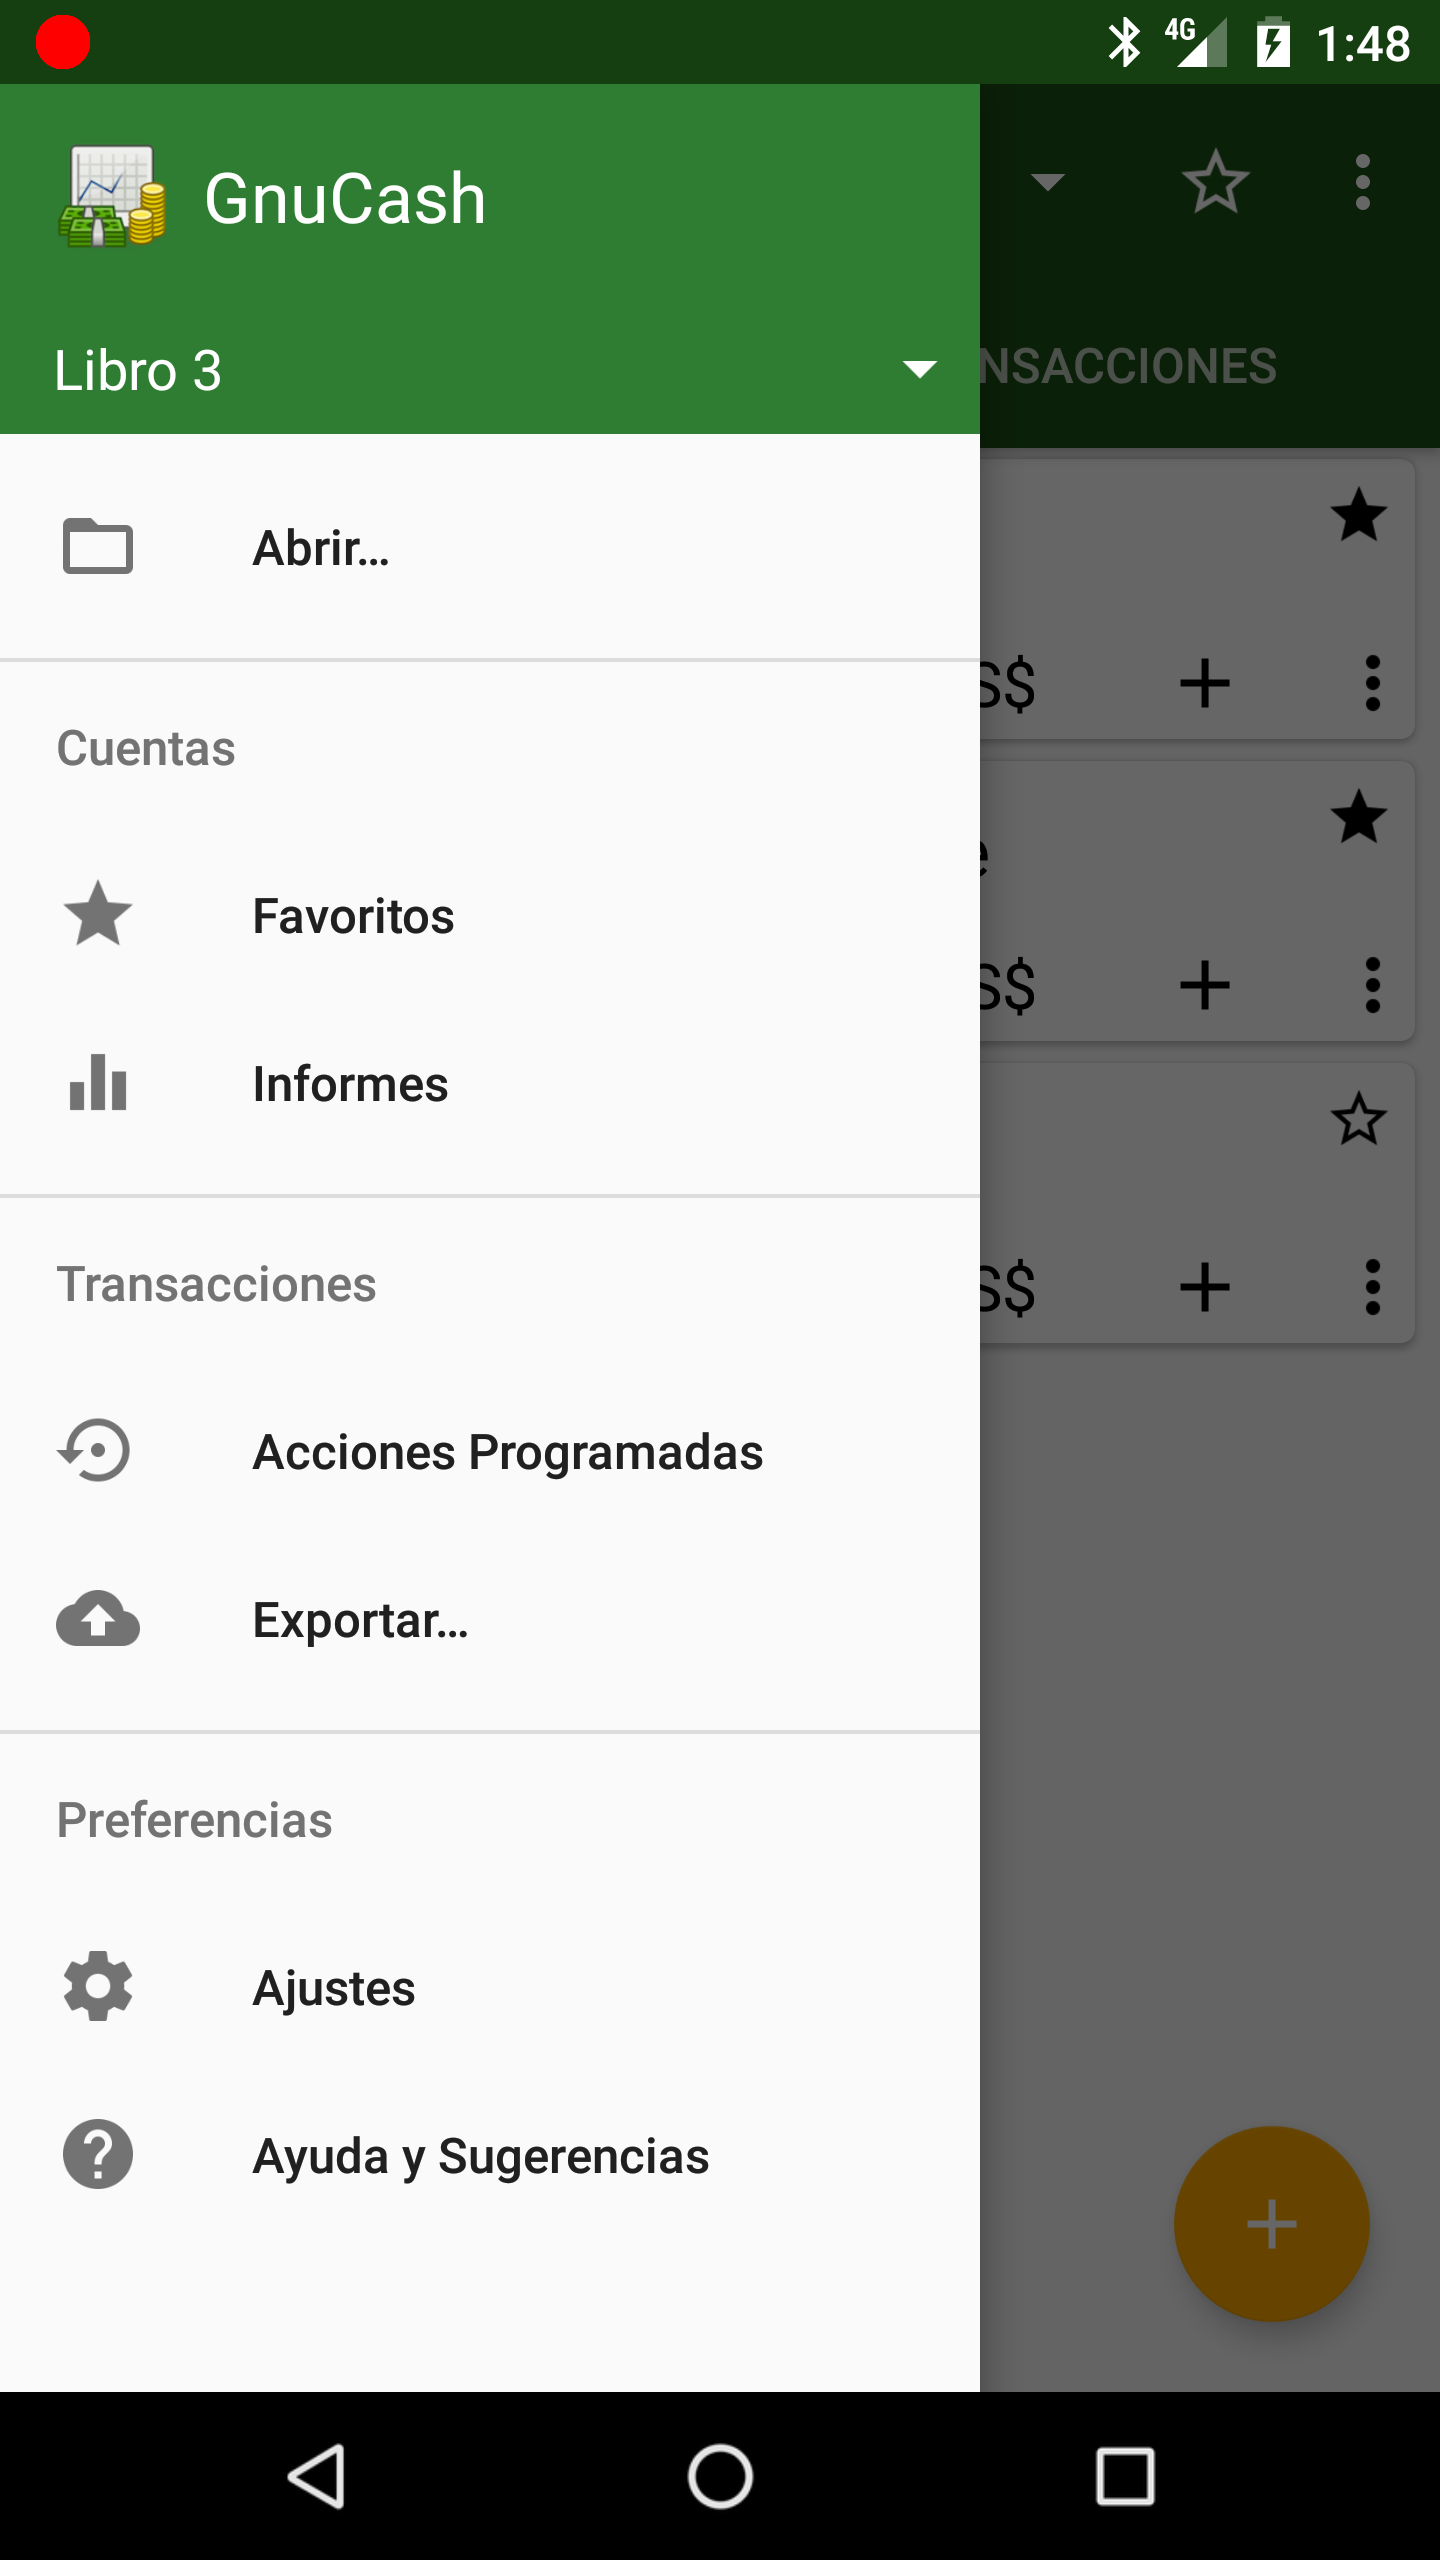 4G 1:48
GnuCash
Libro 3
NSACCIONES
Abrir...
S$
Cuentas
Favoritos
e
S$
Informes
Transacciones
S$
Acciones Programadas
Exportar...
Preferencias
Ajustes
Ayuda y Sugerencias